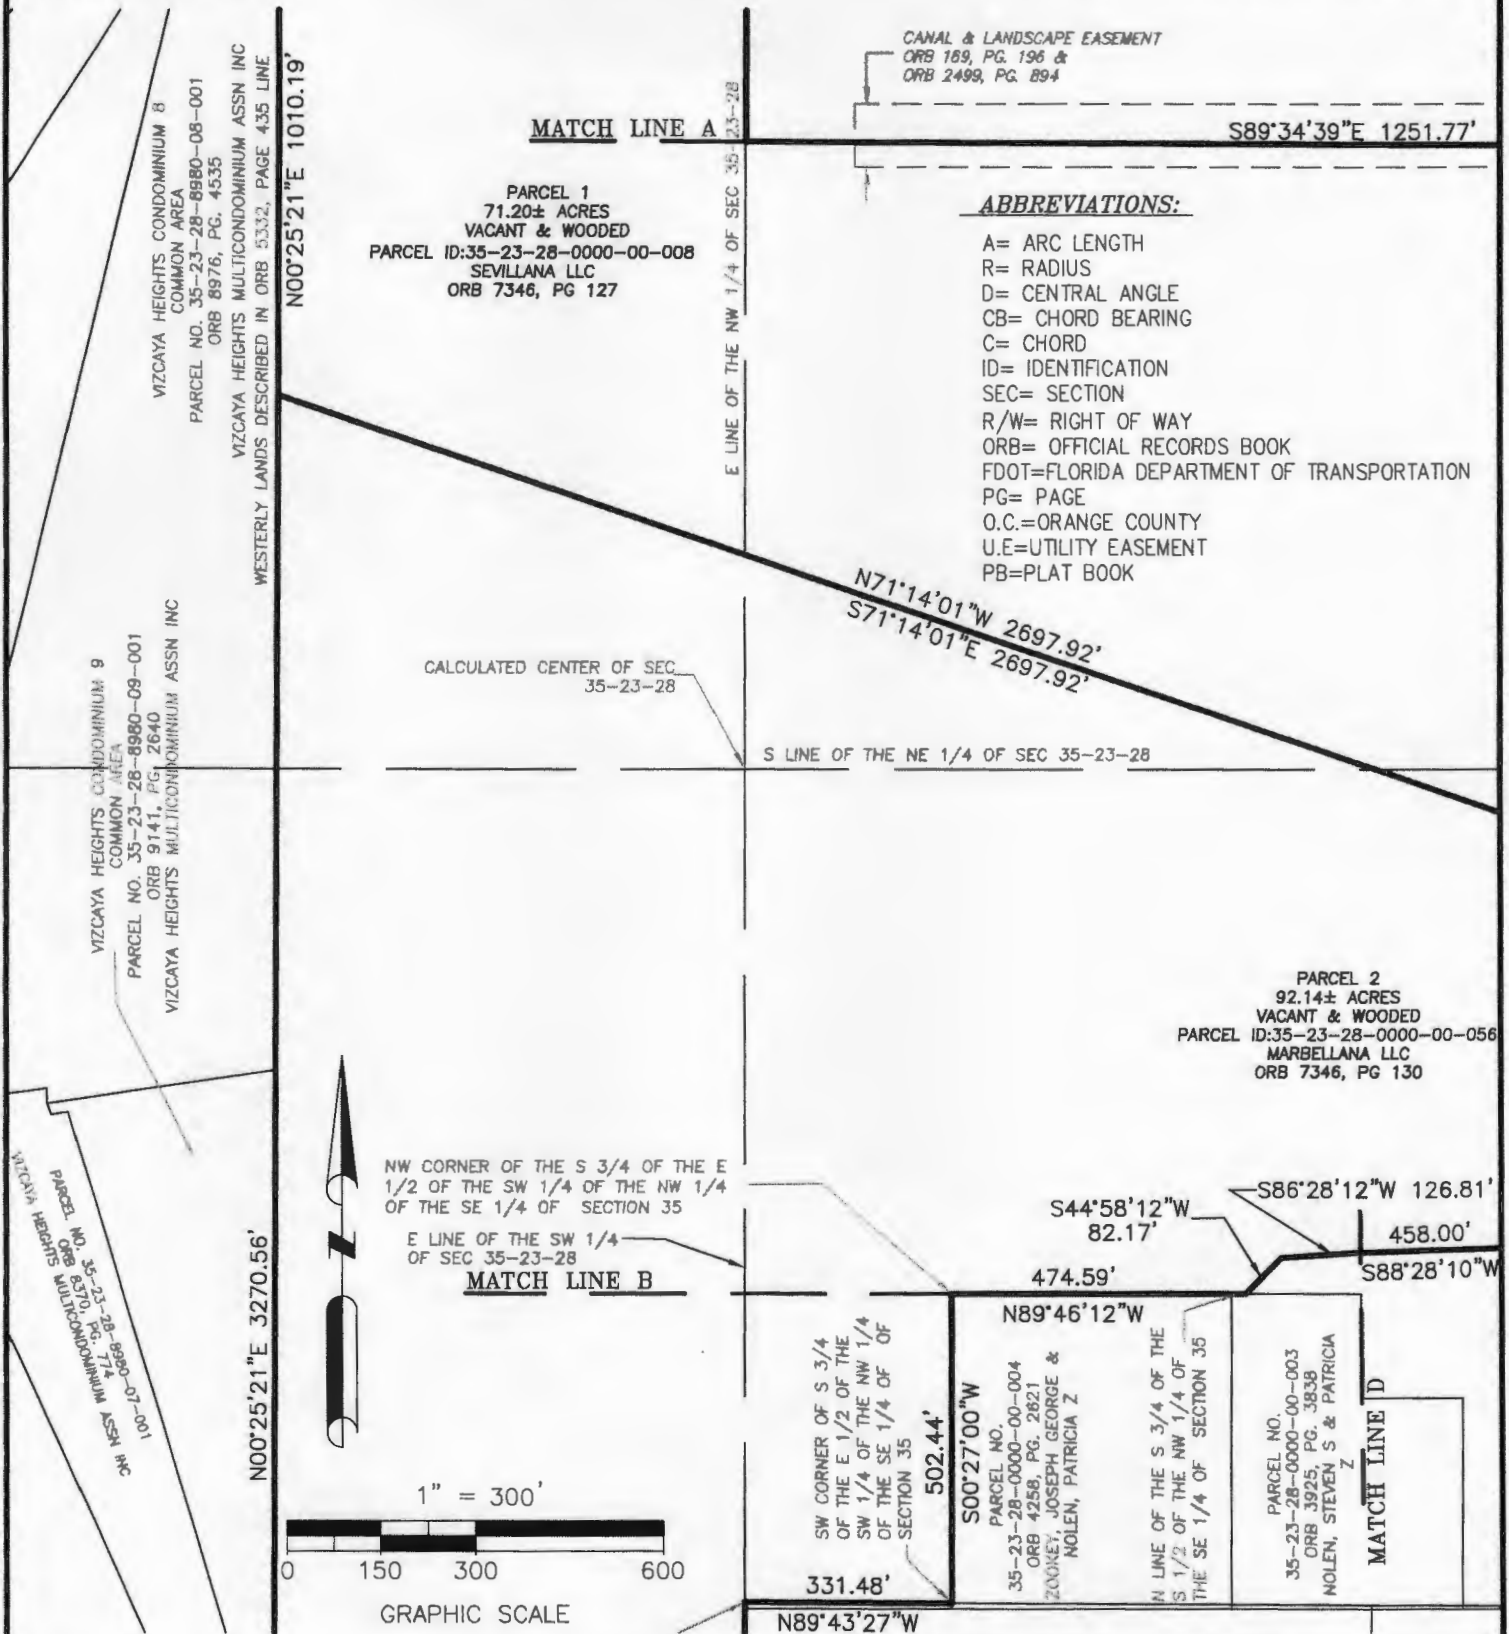 CANAL & LANDSCAPE EASEMENT
ORB 169, PG. 196 &
ORB 2499, PG. 894
MATCH LINE A
S89°34'39"E 1251.77'
N00°25'21"E 1010.19'
E LINE OF THE NW 1/4 OF SEC 35-23-28
VIZCAYA HEIGHTS CONDOMINIUM 8
COMMON AREA
PARCEL NO. 35-23-28-8980-08-001
ORB 8976, PG. 4535
VIZCAYA HEIGHTS MULTICONDOMINIUM ASSN INC
WESTERLY LANDS DESCRIBED IN ORB 5332, PAGE 435 LINE
PARCEL 1
71.20± ACRES
VACANT & WOODED
PARCEL ID:35-23-28-0000-00-008
SEVILLANA LLC
ORB 7346, PG 127
ABBREVIATIONS:
A= ARC LENGTH
R= RADIUS
D= CENTRAL ANGLE
CB= CHORD BEARING
C= CHORD
ID= IDENTIFICATION
SEC= SECTION
R/W= RIGHT OF WAY
ORB= OFFICIAL RECORDS BOOK
FDOT=FLORIDA DEPARTMENT OF TRANSPORTATION
PG= PAGE
O.C.=ORANGE COUNTY
U.E=UTILITY EASEMENT
PB=PLAT BOOK
N71°14'01"W 2697.92'
S71°14'01"E 2697.92'
CALCULATED CENTER OF SEC
35-23-28
S LINE OF THE NE 1/4 OF SEC 35-23-28
VIZCAYA HEIGHTS CONDOMINIUM 9
COMMON AREA
PARCEL NO. 35-23-28-8980-09-001
ORB 9141, PG. 2640
VIZCAYA HEIGHTS MULTICONDOMINIUM ASSN INC
PARCEL 2
92.14± ACRES
VACANT & WOODED
PARCEL ID:35-23-28-0000-00-056
MARBELLANA LLC
ORB 7346, PG 130
PARCEL NO. 35-23-28-8980-07-001
ORB 8370, PG. 774
VIZCAYA HEIGHTS MULTICONDOMINIUM ASSN INC
N00°25'21"E 3270.56'
N
NW CORNER OF THE S 3/4 OF THE E
1/2 OF THE SW 1/4 OF THE NW 1/4
OF THE SE 1/4 OF SECTION 35
E LINE OF THE SW 1/4
OF SEC 35-23-28
MATCH LINE B
S86°28'12"W 126.81'
S44°58'12"W
82.17'
458.00'
S88°28'10"W
474.59'
N89°46'12"W
SW CORNER OF S 3/4
OF THE E 1/2 OF THE
SW 1/4 OF THE NW 1/4
OF THE SE 1/4 OF OF
SECTION 35
502.44'
S00°27'00"W
PARCEL NO.
35-23-28-0000-00-004
ORB 4258, PG. 2621
ZOOKEY, JOSEPH GEORGE &
NOLEN, PATRICIA Z
N LINE OF THE S 3/4 OF THE
S 1/2 OF THE NW 1/4 OF
THE SE 1/4 OF SECTION 35
PARCEL NO.
35-23-28-0000-00-003
ORB 3925, PG. 3838
NOLEN, STEVEN S & PATRICIA
Z
MATCH LINE D
1" = 300'
0 150 300 600
GRAPHIC SCALE
331.48'
N89°43'27"W